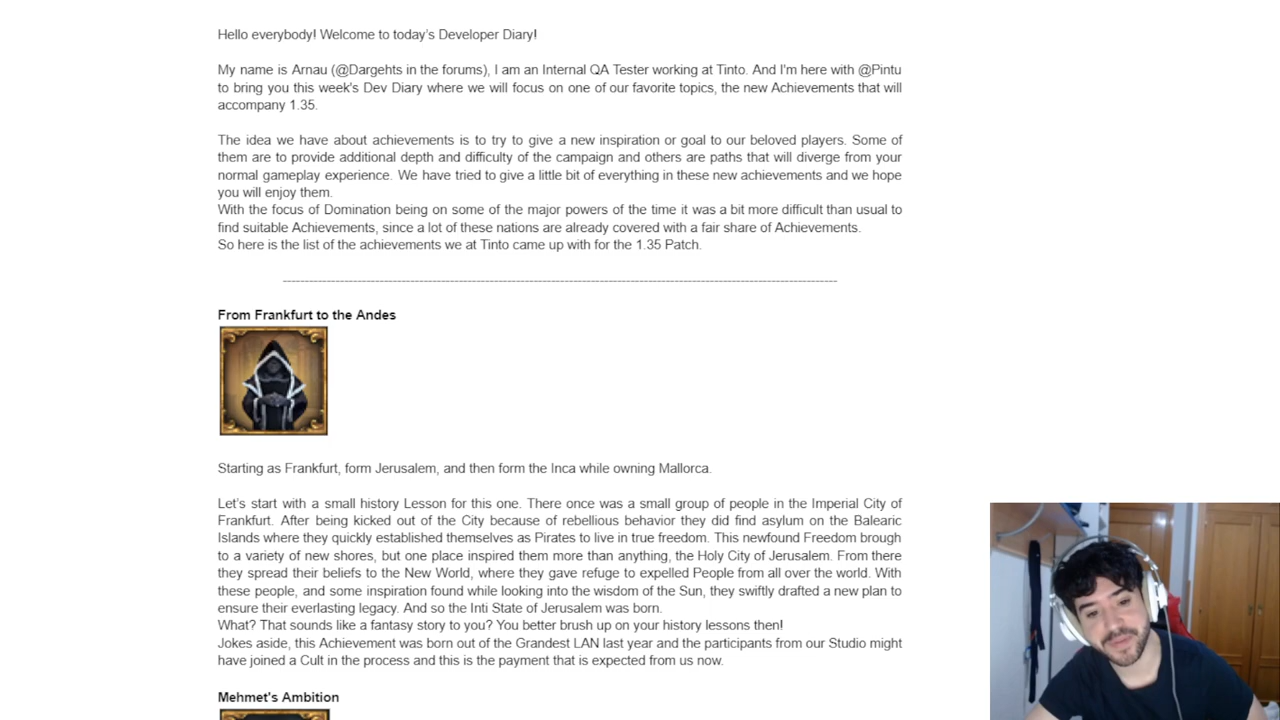 Hello everybody! Welcome to today's Developer Diary!
My name is Arnau (@Dargehts in the forums), I am an Internal QA Tester working at Tinto. And I'm here with @Pintu
to bring you this week's Dev Diary where we will focus on one of our favorite topics, the new Achievements that will
accompany 1.35.
The idea we have about achievements is to try to give a new inspiration or goal to our beloved players. Some of
them are to provide additional depth and difficulty of the campaign and others are paths that will diverge from your
normal gameplay experience. We have tried to give a little bit of everything in these new achievements and we hope
you will enjoy them.
With the focus of Domination being on some of the major powers of the time it was a bit more difficult than usual to
find suitable Achievements, since a lot of these nations are already covered with a fair share of Achievements.
So here is the list of the achievements we at Tinto came up with for the 1.35 Patch.
From Frankfurt to the Andes
Starting as Frankfurt, form Jerusalem, and then form the Inca while owning Mallorca.
Let's start with a small history Lesson for this one. There once was a small group of people in the Imperial City of
Frankfurt. After being kicked out of the City because of rebellious behavior they did find asylum on the Balearic
Islands where they quickly established themselves as Pirates to live in true freedom. This newfound Freedom brough
to a variety of new shores, but one place inspired them more than anything, the Holy City of Jerusalem. From there
they spread their beliefs to the New World, where they gave refuge to expelled People from all over the world. With
these people, and some inspiration found while looking into the wisdom of the Sun, they swiftly drafted a new plan to
ensure their everlasting legacy. And so the Inti State of Jerusalem was born.
What? That sounds like a fantasy story to you? You better brush up on your history lessons then!
Jokes aside, this Achievement was born out of the Grandest LAN last year and the participants from our Studio might
have joined a Cult in the process and this is the payment that is expected from us now.
Mehmet's Ambition